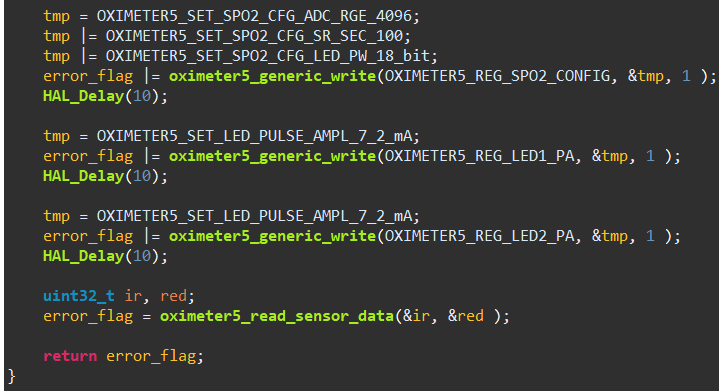 tmp = OXIMETER5_SET_SPO2_CFG_ADC_RGE_4096;
tmp |= OXIMETER5_SET_SPO2_CFG_SR_SEC_100;
tmp |= OXIMETER5_SET_SPO2_CFG_LED_PW_18_bit;
error_flag |= oximeter5_generic_write(OXIMETER5_REG_SPO2_CONFIG, &tmp, 1 );
HAL_Delay(10);
tmp = OXIMETER5_SET_LED_PULSE_AMPL_7_2_mA;
error_flag |= oximeter5_generic_write(OXIMETER5_REG_LED1_PA, &tmp, 1 );
HAL_Delay(10);
tmp = OXIMETER5_SET_LED_PULSE_AMPL_7_2_mA;
error_flag |= oximeter5_generic_write(OXIMETER5_REG_LED2_PA, &tmp, 1 );
HAL_Delay(10);
uint32_t ir, red;
error_flag = oximeter5_read_sensor_data(&ir, &red );
return error_flag;
}